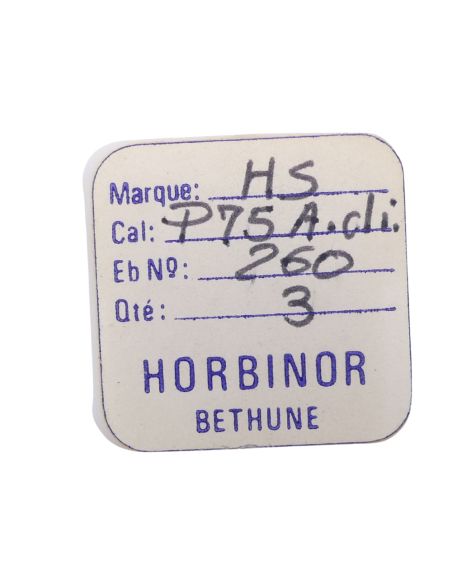 Marque: HS
Cal: P75 A.cli.
Eb Nº: 260
Qté: 3
HORBINOR
BETHUNE